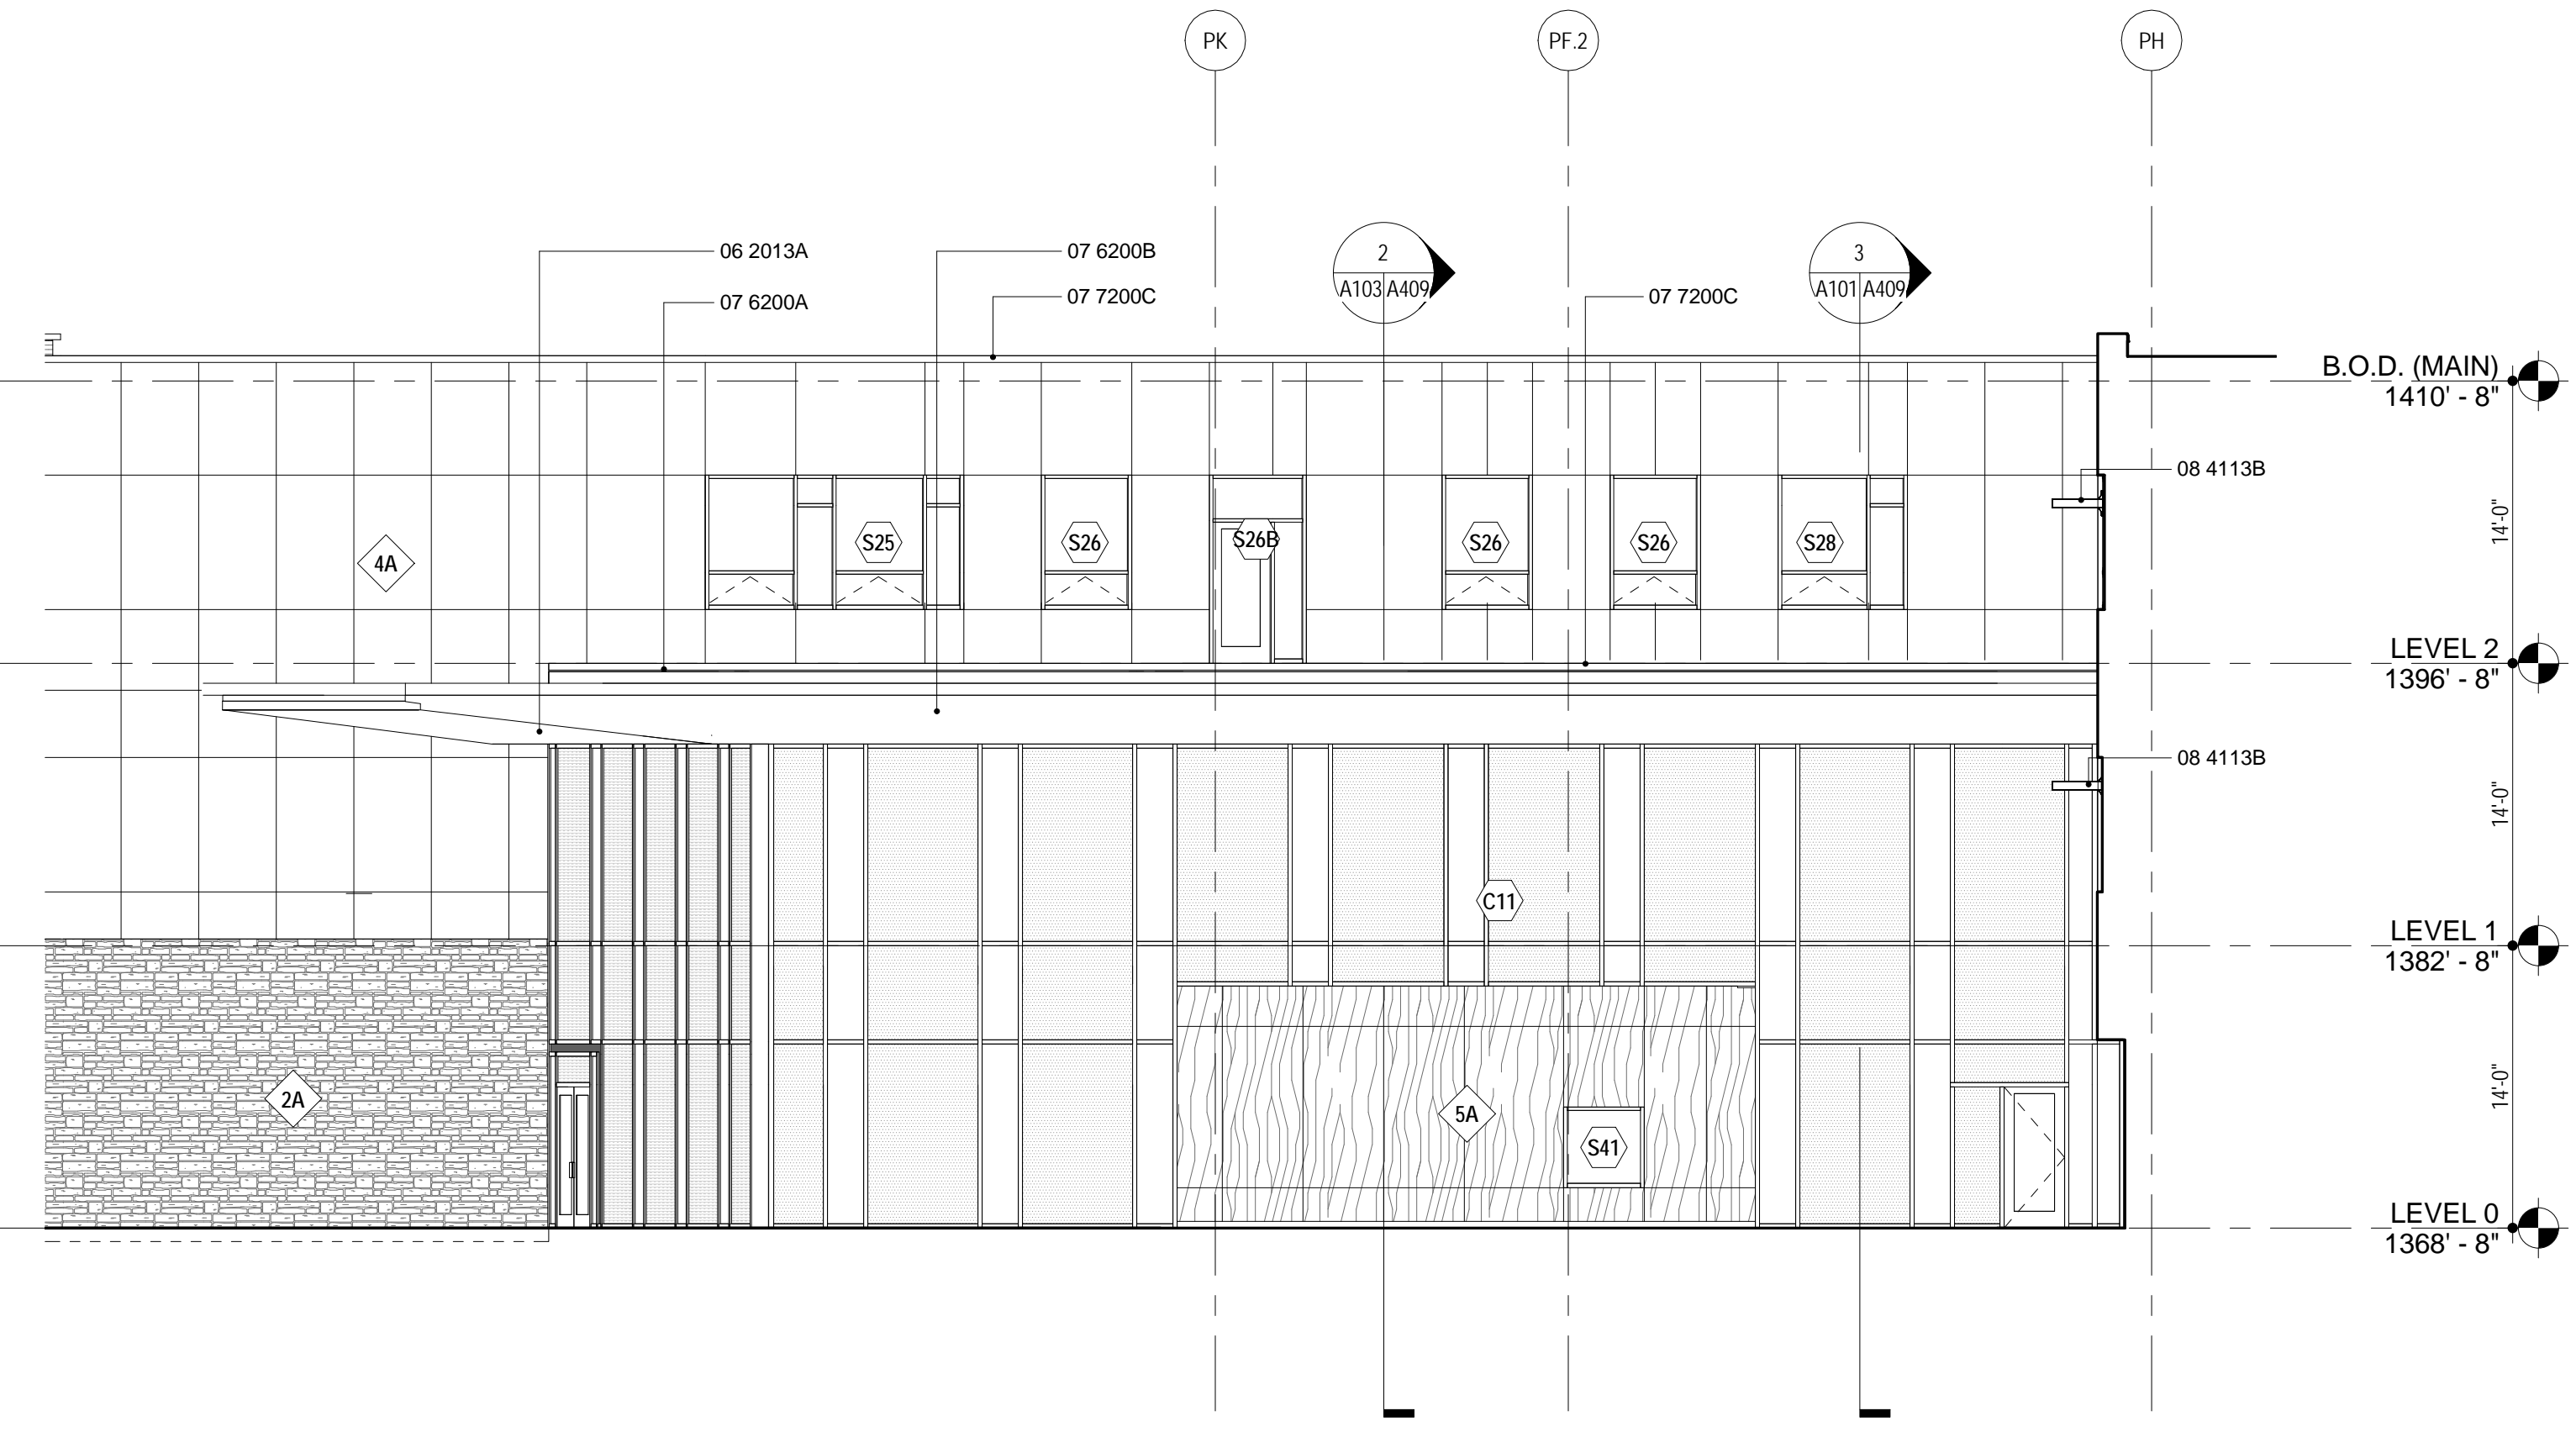 PK
PF.2
PH
06 2013A
07 6200B
07 6200A
07 7200C
2
A103 A409
07 7200C
3
A101 A409
B.O.D. (MAIN)
1410' - 8"
08 4113B
14'-0"
S25
S26
S26B
S26
S26
S28
4A
LEVEL 2
1396' - 8"
08 4113B
14'-0"
C11
LEVEL 1
1382' - 8"
14'-0"
2A
5A
S41
LEVEL 0
1368' - 8"